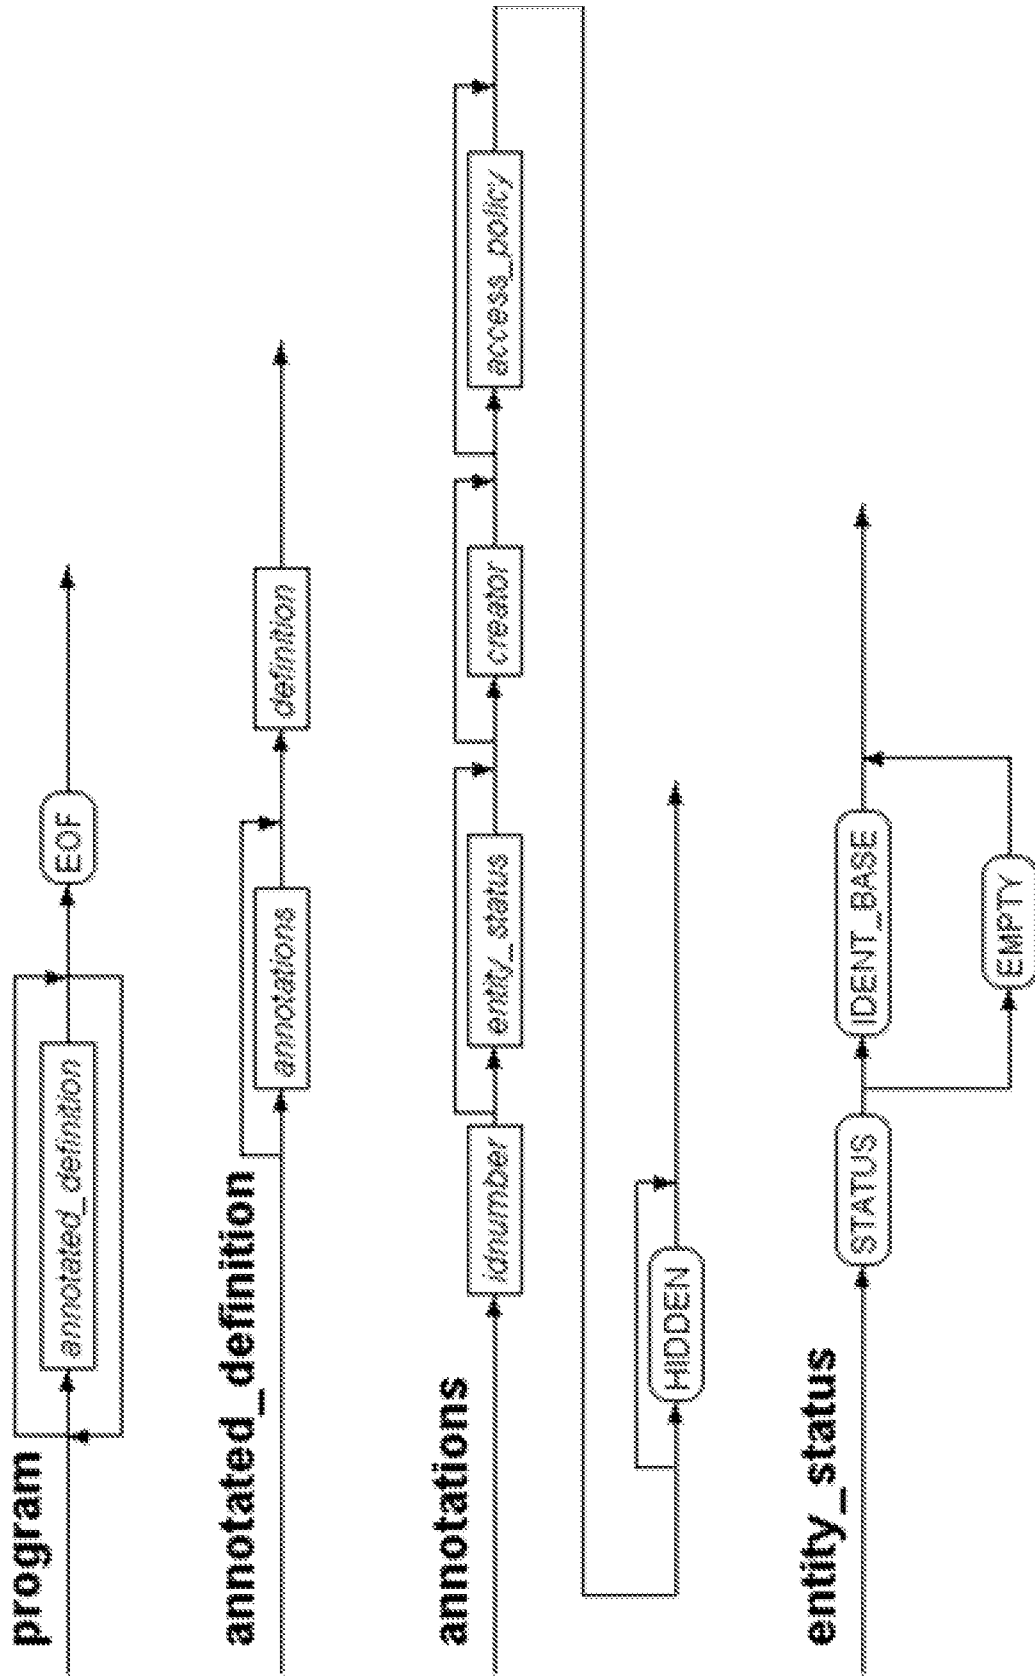 program
annotated_definition
EOF
annotated_definition
annotations
definition
annotations
idnumber
entity_status
creator
access_policy
HIDDEN
entity_status
STATUS
IDENT_BASE
EMPTY